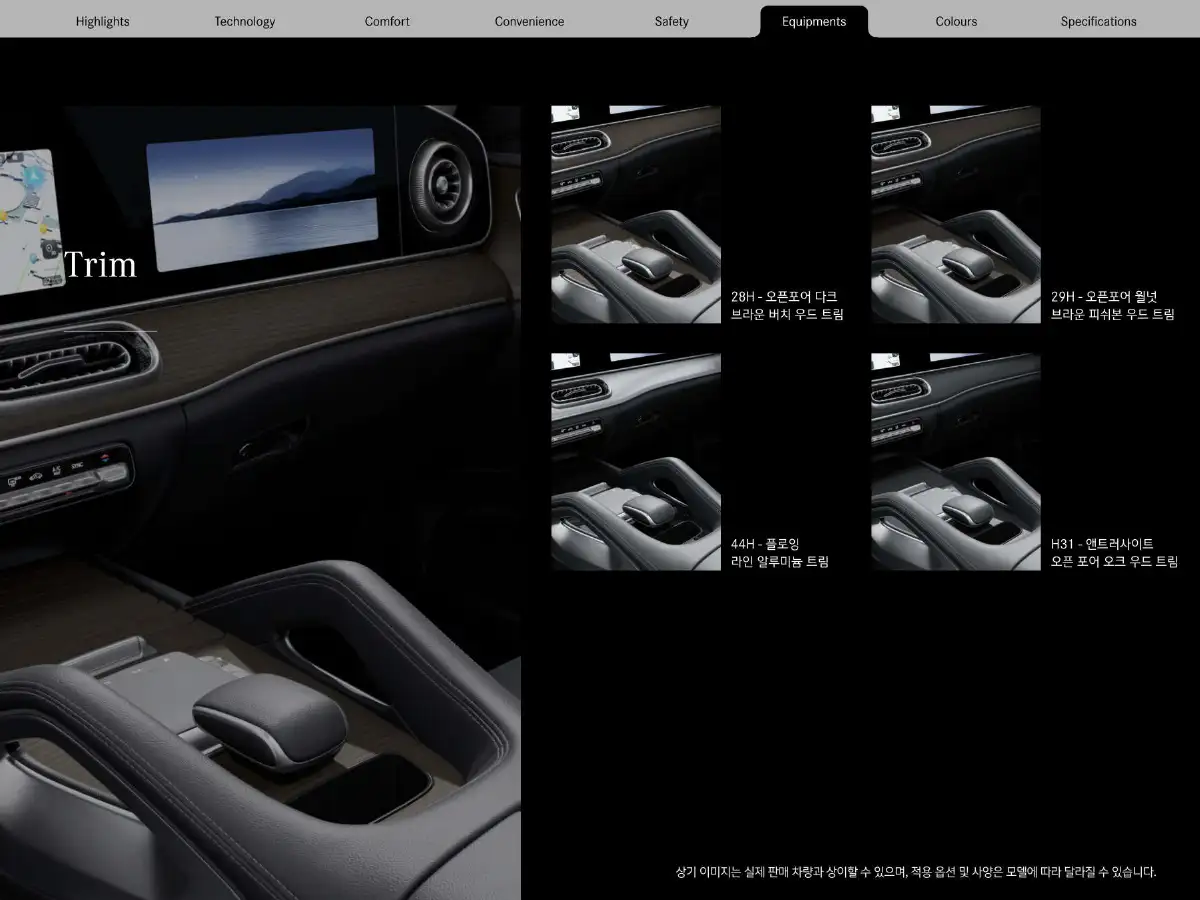 Highlights
Technology
Comfort
Convenience
Safety
Equipments
Colours
Specifications
Trim
28H - 오픈포어 다크
브라운 버치 우드 트림
29H - 오픈포어 월넛
브라운 피쉬본 우드 트림
44H - 플로잉
라인 알루미늄 트림
H31 - 앤트러사이트
오픈 포어 오크 우드 트림
상기 이미지는 실제 판매 차량과 상이할 수 있으며, 적용 옵션 및 사양은 모델에 따라 달라질 수 있습니다.